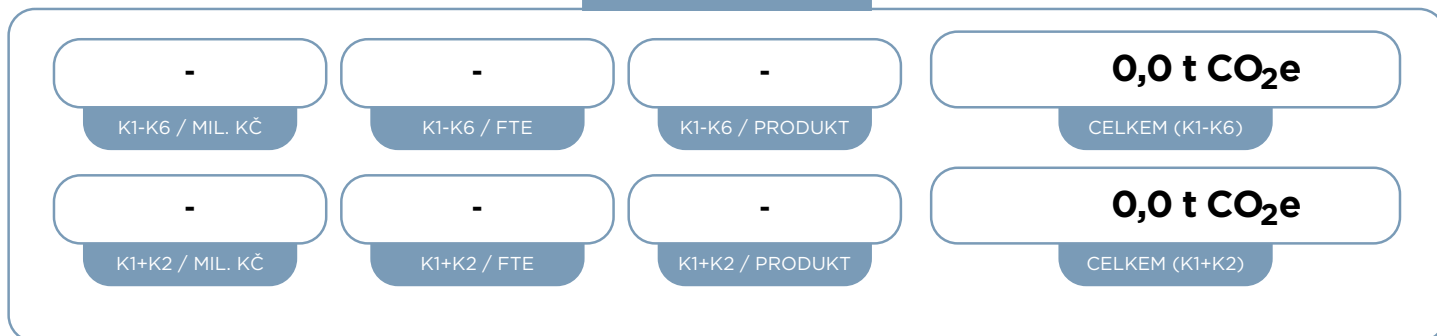 - - - 0,0 t CO₂e
K1-K6 / MIL. KČ K1-K6 / FTE K1-K6 / PRODUKT CELKEM (K1-K6)
- - - 0,0 t CO₂e
K1+K2 / MIL. KČ K1+K2 / FTE K1+K2 / PRODUKT CELKEM (K1+K2)